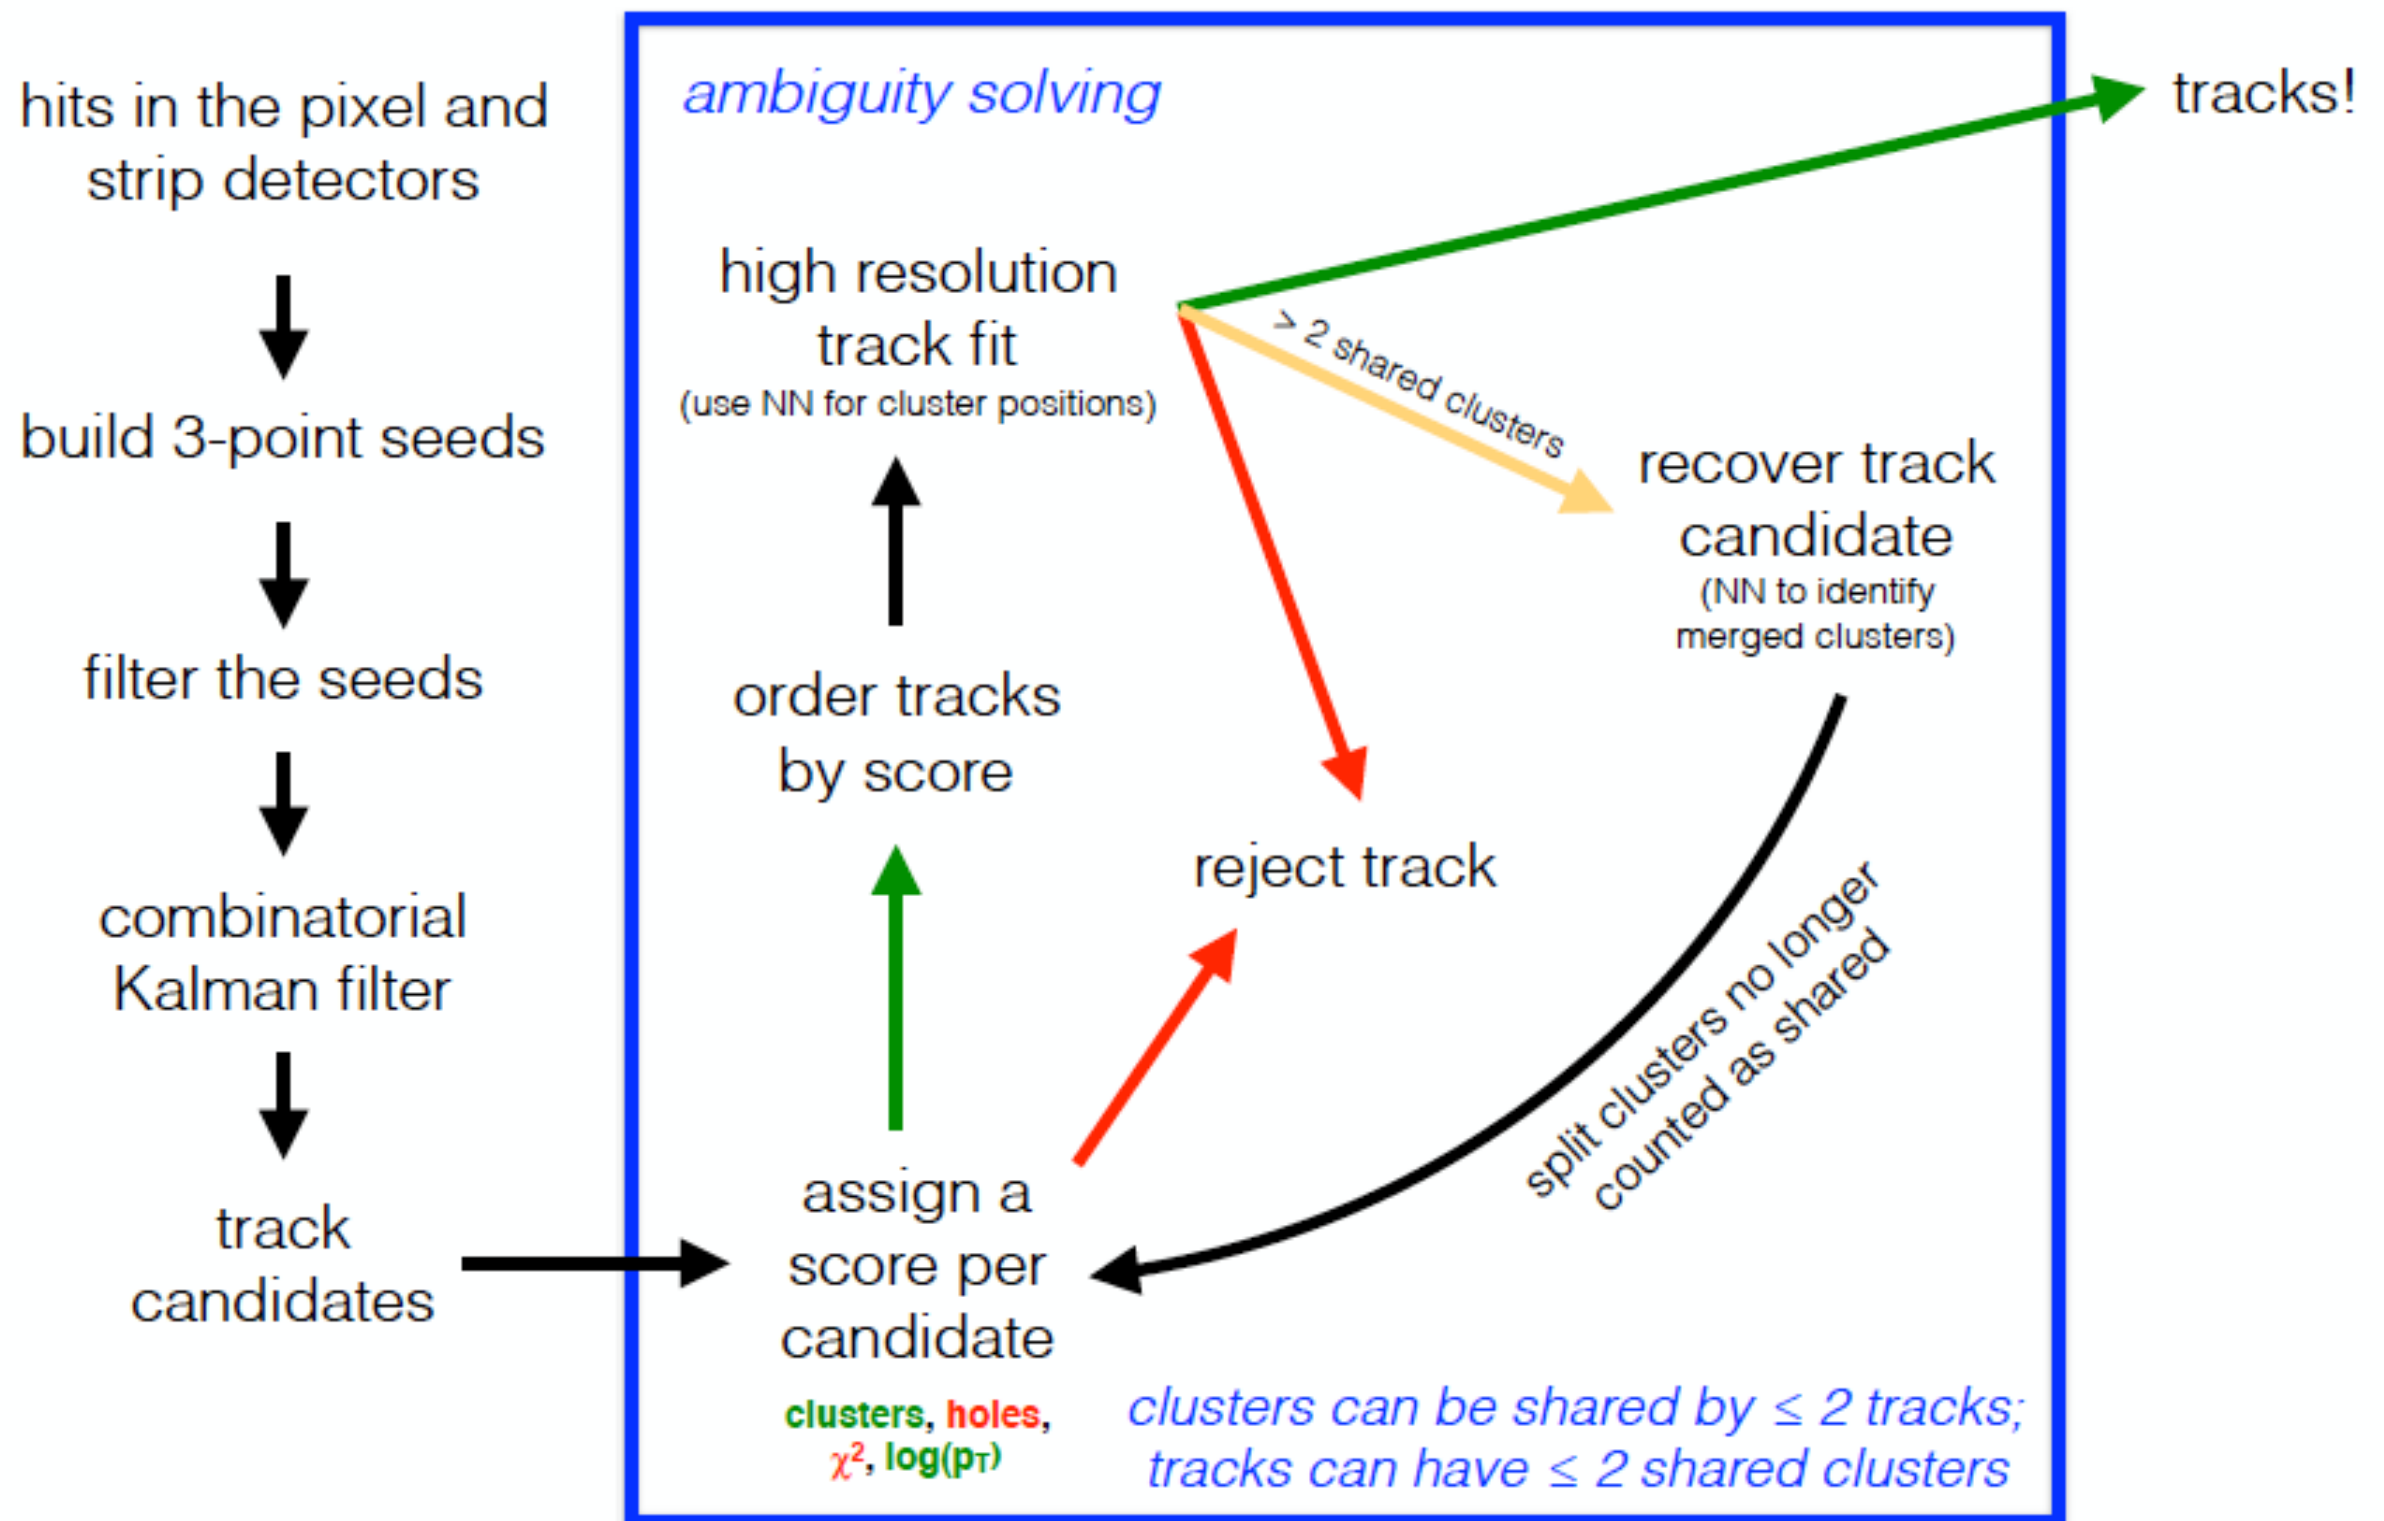 hits in the pixel and
strip detectors
build 3-point seeds
filter the seeds
combinatorial
Kalman filter
track
candidates
ambiguity solving
high resolution
track fit
(use NN for cluster positions)
order tracks
by score
assign a
score per
candidate
clusters, holes,
χ², log(pT)
> 2 shared clusters
recover track
candidate
(NN to identify
merged clusters)
reject track
split clusters no longer
counted as shared
clusters can be shared by ≤ 2 tracks;
tracks can have ≤ 2 shared clusters
tracks!